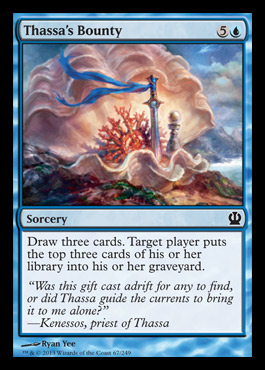 Thassa's Bounty 5
Sorcery
Draw three cards. Target player puts
the top three cards of his or her
library into his or her graveyard.
"Was this gift cast adrift for any to find,
or did Thassa guide the currents to bring
it to me alone?"
—Kenessos, priest of Thassa
Ryan Yee
™ & © 2013 Wizards of the Coast 67/249